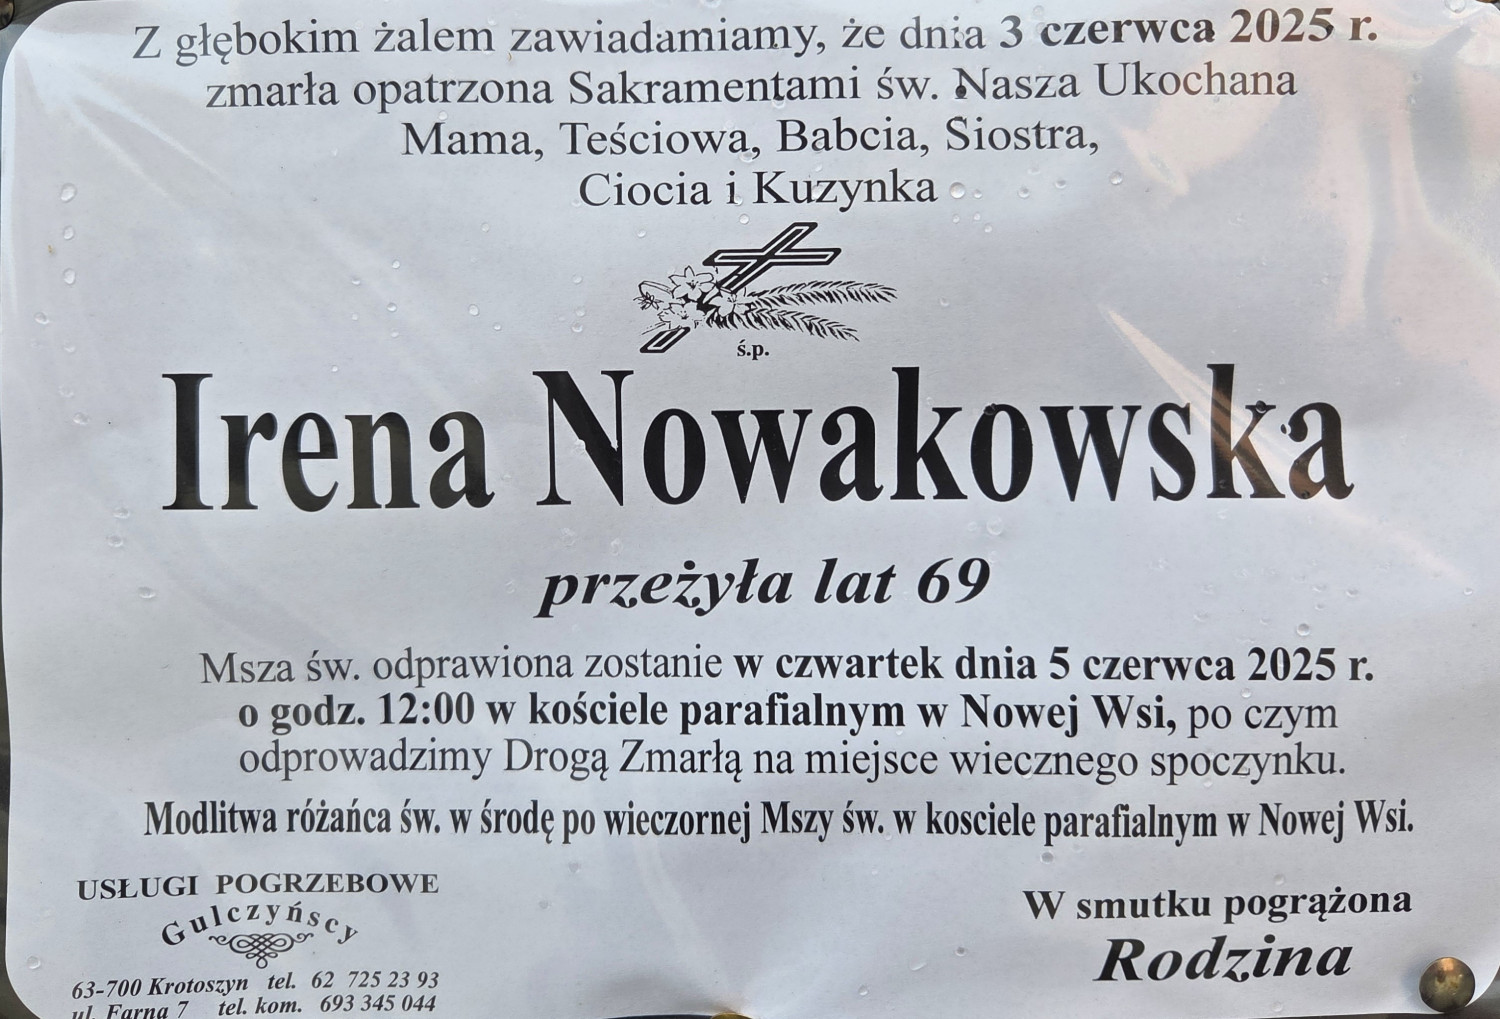 Z głębokim żalem zawiadamiamy, że dnia 3 czerwca 2025 r.
zmarła opatrzona Sakramentami św. Nasza Ukochana
Mama, Teściowa, Babcia, Siostra,
Ciocia i Kuzynka
ś.p.
Irena Nowakowska
przeżyła lat 69
Msza św. odprawiona zostanie w czwartek dnia 5 czerwca 2025 r.
o godz. 12:00 w kościele parafialnym w Nowej Wsi, po czym
odprowadzimy Drogą Zmarłą na miejsce wiecznego spoczynku.
Modlitwa różańca św. w środę po wieczornej Mszy św. w kosciele parafialnym w Nowej Wsi.
USŁUGI POGRZEBOWE
Gulczyńscy
63-700 Krotoszyn tel. 62 725 23 93
ul. Farna 7 tel. kom. 693 345 044
W smutku pogrążona
Rodzina